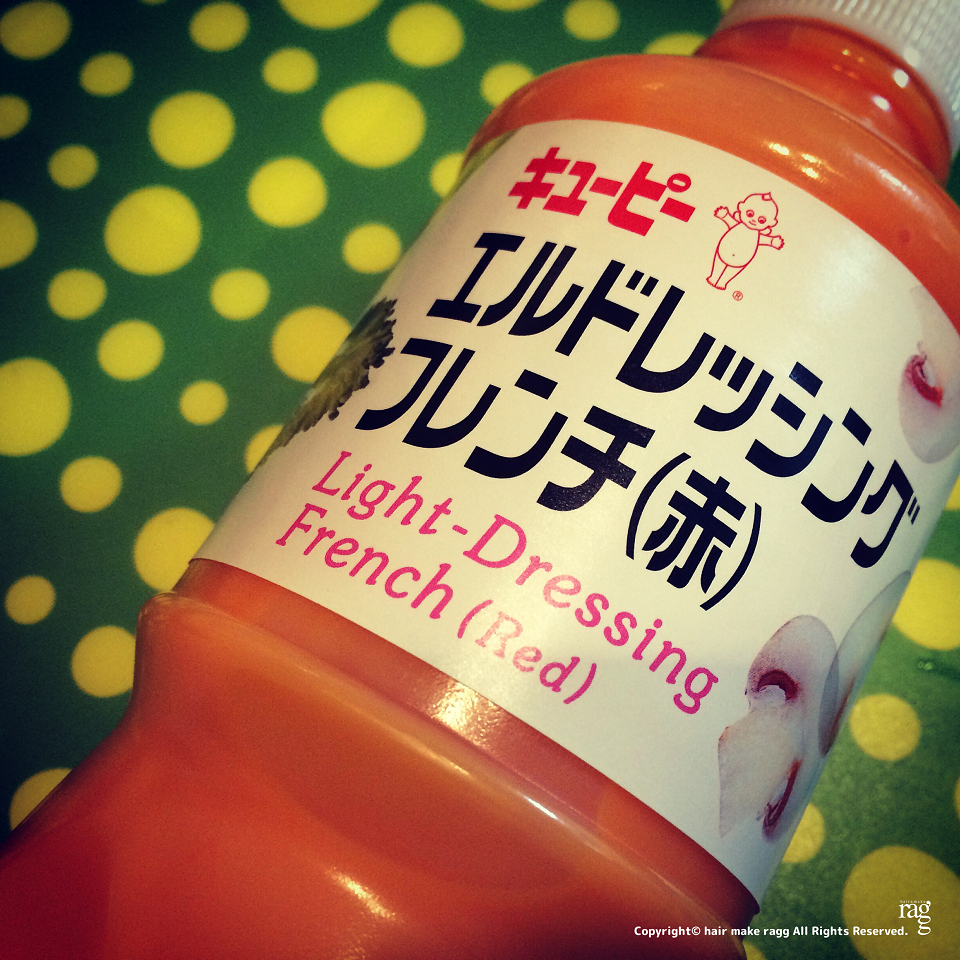 キユーピー
®
エルドレッシング
フレンチ(赤)
Light-Dressing
French (Red)
ragg
Copyright© hair make ragg All Rights Reserved.